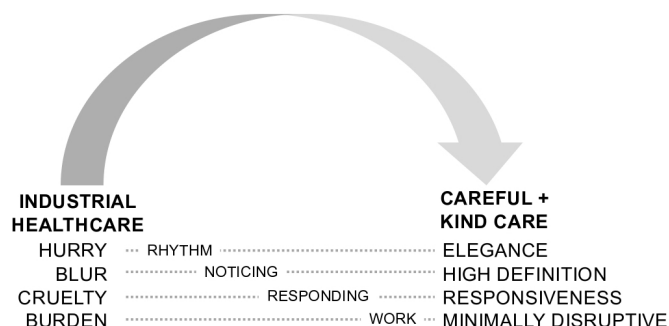 INDUSTRIAL
HEALTHCARE
CAREFUL +
KIND CARE
HURRY RHYTHM ELEGANCE
BLUR NOTICING HIGH DEFINITION
CRUELTY RESPONDING RESPONSIVENESS
BURDEN WORK MINIMALLY DISRUPTIVE